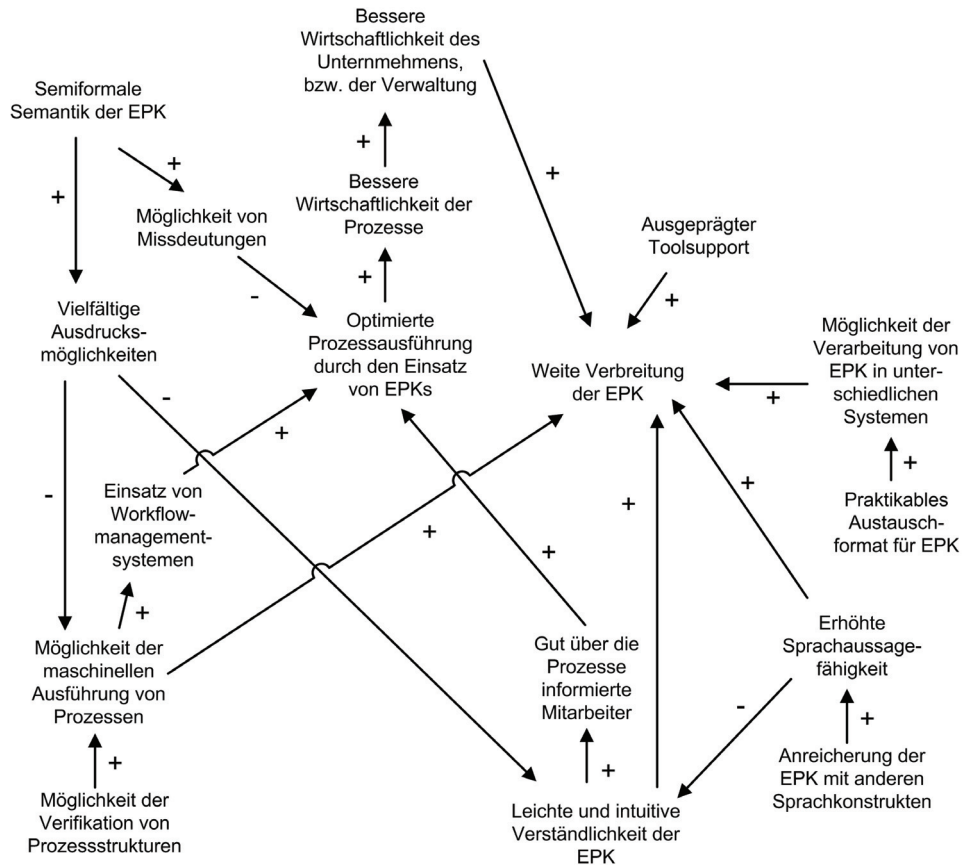 Bessere
Wirtschaftlichkeit des
Unternmehmens,
bzw. der Verwaltung
Semiformale
Semantik der EPK
+
+
+
+
Bessere
Wirtschaftlichkeit der
Prozesse
Möglichkeit von
Missdeutungen
Ausgeprägter
Toolsupport
-
+
+
Vielfältige
Ausdrucks-
möglichkeiten
Optimierte
Prozessausführung
durch den Einsatz
von EPKs
Weite Verbreitung
der EPK
Möglichkeit der
Verarbeitung von
EPK in unter-
schiedlichen
Systemen
-
+
+
+
-
Einsatz von
Workflow-
management-
systemen
+
+
+
+
Praktikables
Austausch-
format für EPK
+
Möglichkeit der
maschinellen
Ausführung von
Prozessen
Gut über die
Prozesse
informierte
Mitarbeiter
Erhöhte
Sprachaussage-
fähigkeit
-
+
+
+
Möglichkeit der
Verifikation von
Prozessstrukturen
Leichte und intuitive
Verständlichkeit der
EPK
Anreicherung der
EPK mit anderen
Sprachkonstrukten